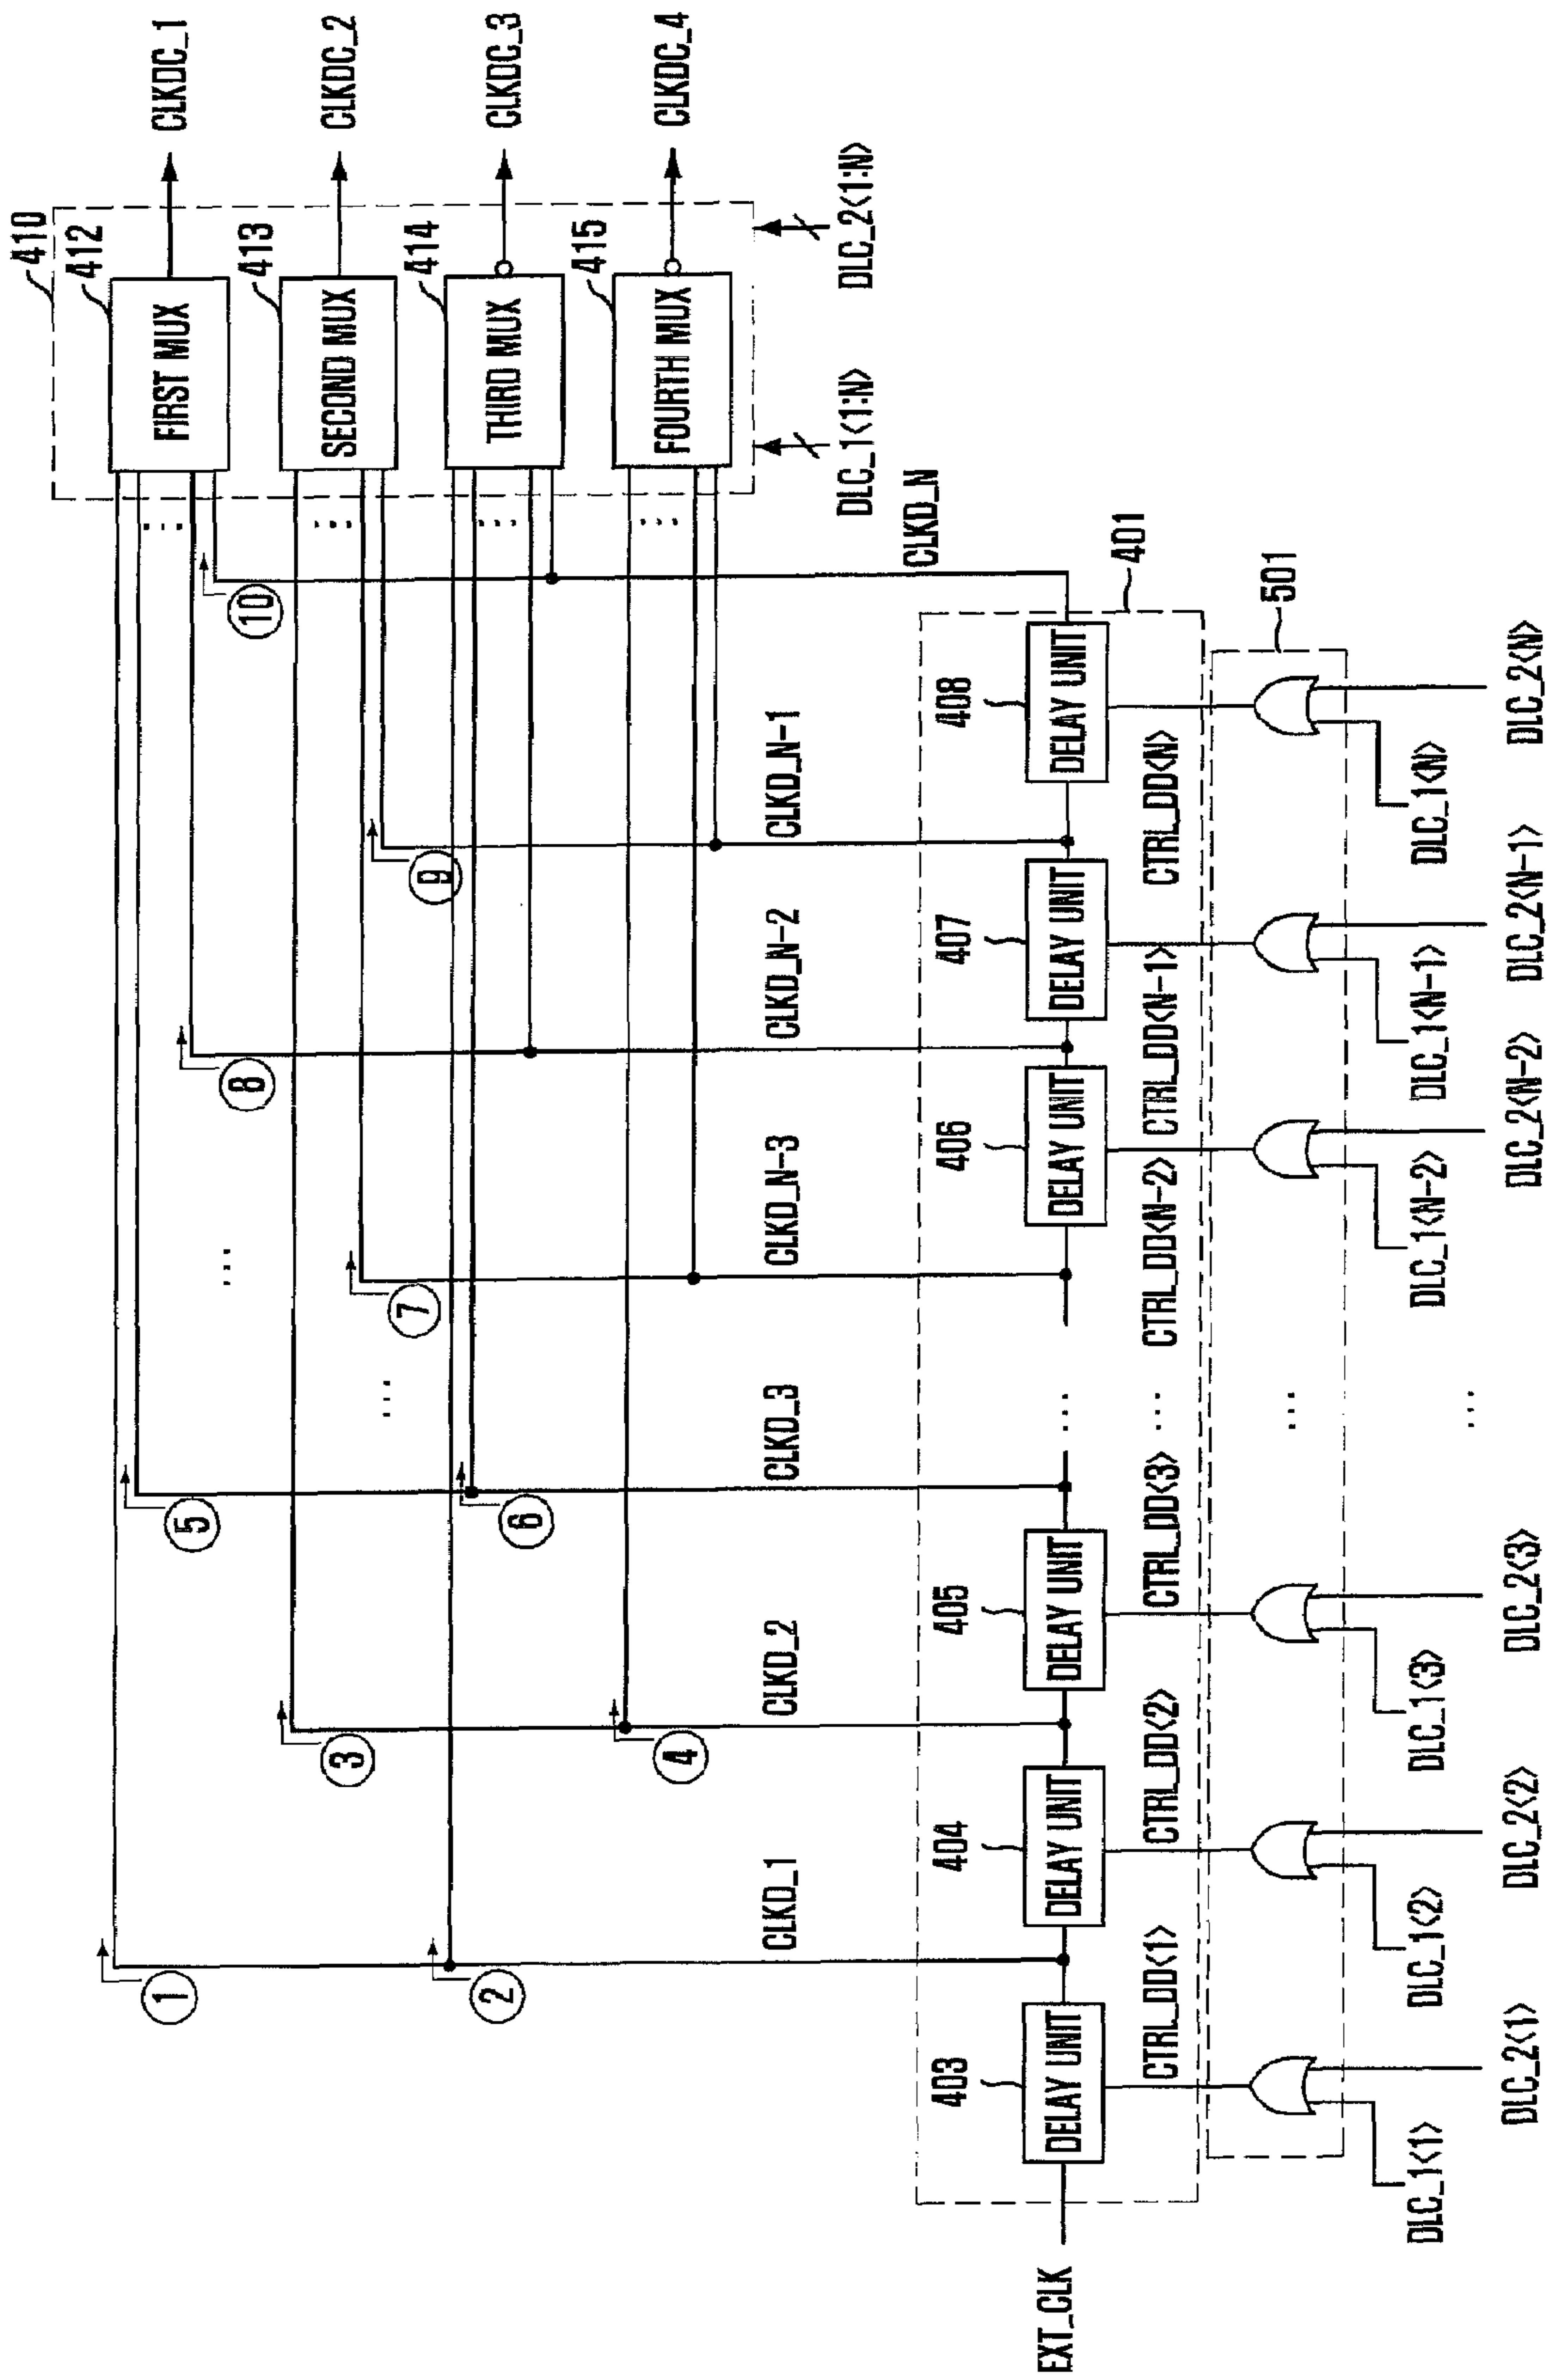 410
412
FIRST MUX
CLKDC_1
413
SECOND MUX
CLKDC_2
414
THIRD MUX
CLKDC_3
415
FOURTH MUX
CLKDC_4
DLC_1<1:N>
DLC_2<1:N>
...
...
...
...
1
5
8
10
...
3
7
9
...
2
6
4
CLKD_1
CLKD_2
CLKD_3
CLKD_N-3
CLKD_N-2
CLKD_N-1
CLKD_N
401
403
404
405
406
407
408
EXT_CLK
DELAY UNIT
DELAY UNIT
DELAY UNIT
...
DELAY UNIT
DELAY UNIT
DELAY UNIT
CTRL_DD<1>
CTRL_DD<2>
CTRL_DD<3>
...
CTRL_DD<N-2>
CTRL_DD<N-1>
CTRL_DD<N>
501
...
DLC_1<1>
DLC_1<2>
DLC_1<3>
DLC_1<N-2>
DLC_1<N-1>
DLC_1<N>
DLC_2<1>
DLC_2<2>
DLC_2<3>
...
DLC_2<N-2>
DLC_2<N-1>
DLC_2<N>